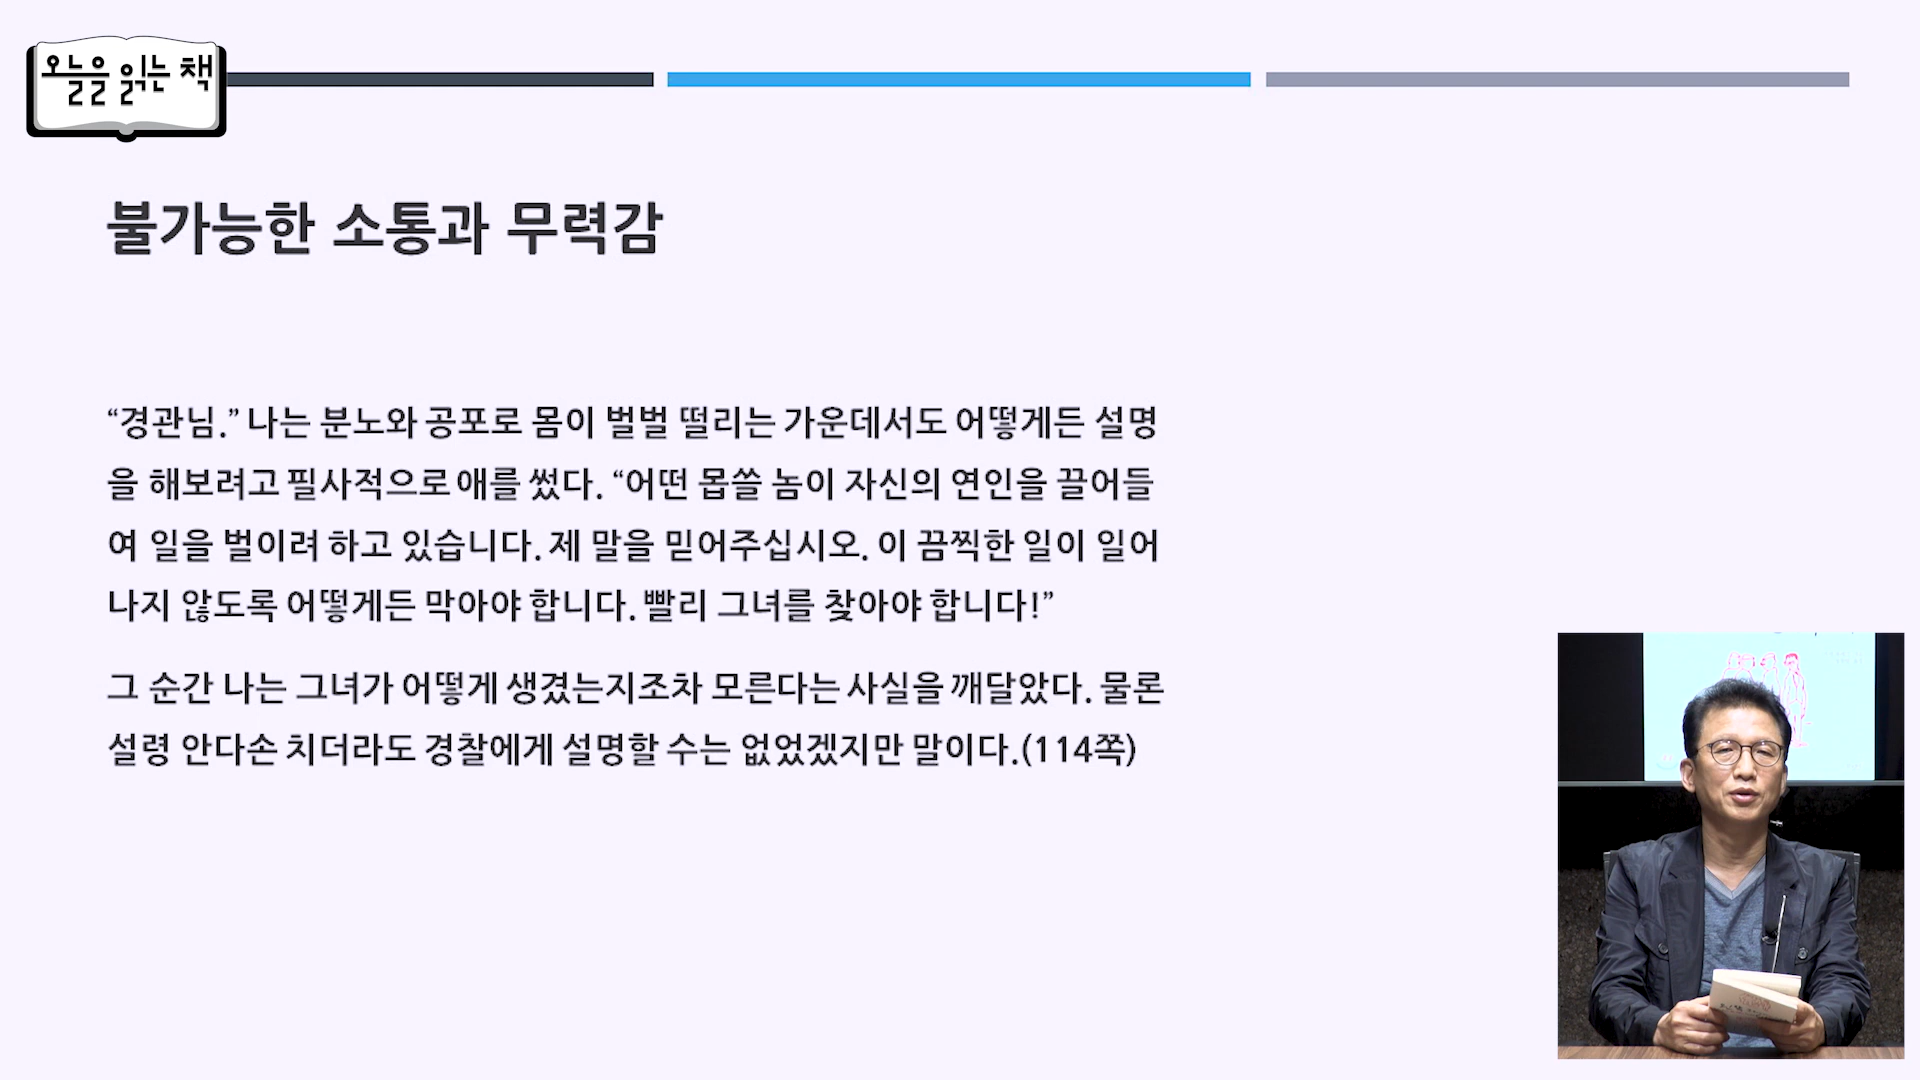 오늘을 읽는 책
불가능한 소통과 무력감
“경관님.” 나는 분노와 공포로 몸이 벌벌 떨리는 가운데서도 어떻게든 설명
을 해보려고 필사적으로 애를 썼다. “어떤 몹쓸 놈이 자신의 연인을 끌어들
여 일을 벌이려 하고 있습니다. 제 말을 믿어주십시오. 이 끔찍한 일이 일어
나지 않도록 어떻게든 막아야 합니다. 빨리 그녀를 찾아야 합니다!”
그 순간 나는 그녀가 어떻게 생겼는지조차 모른다는 사실을 깨달았다. 물론
설령 안다손 치더라도 경찰에게 설명할 수는 없었겠지만 말이다.(114쪽)